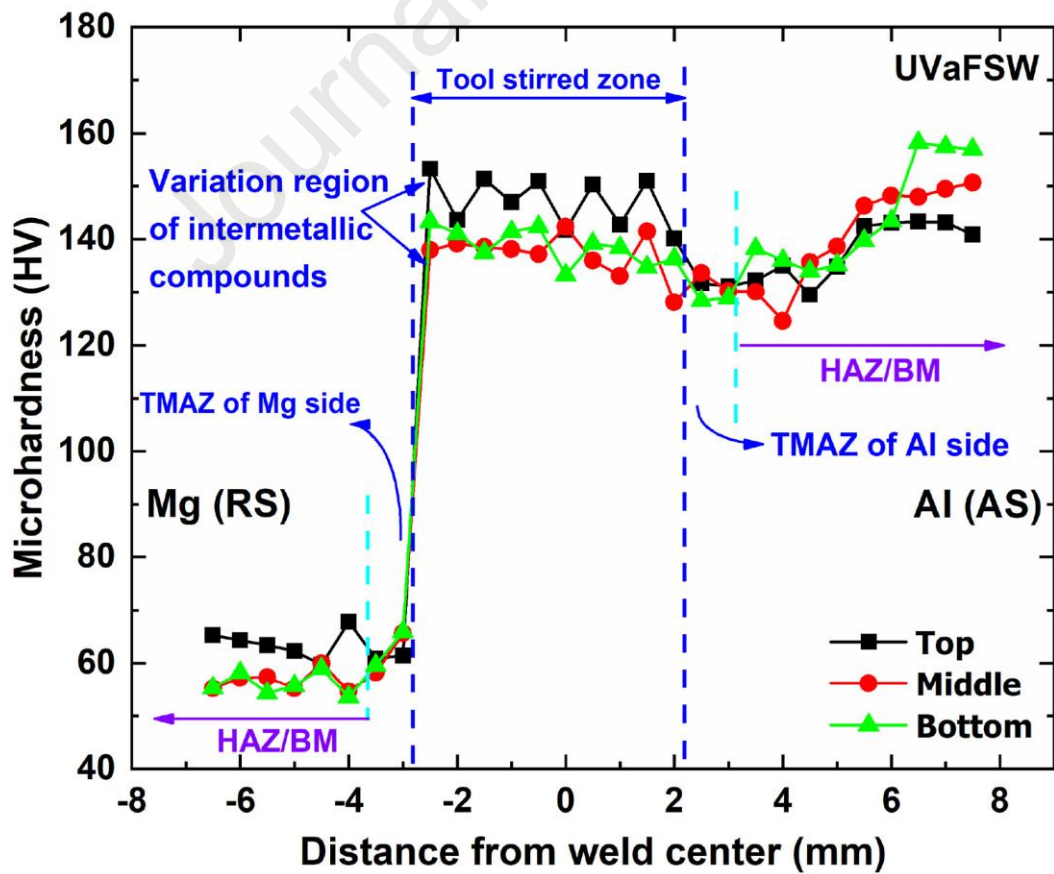 Journal
180
160
140
120
100
80
60
40
Microhardness (HV)
UVaFSW
Tool stirred zone
Variation region
of intermetallic
compounds
HAZ/BM
TMAZ of Mg side
TMAZ of Al side
Mg (RS)
Al (AS)
HAZ/BM
Top
Middle
Bottom
-8 -6 -4 -2 0 2 4 6 8
Distance from weld center (mm)